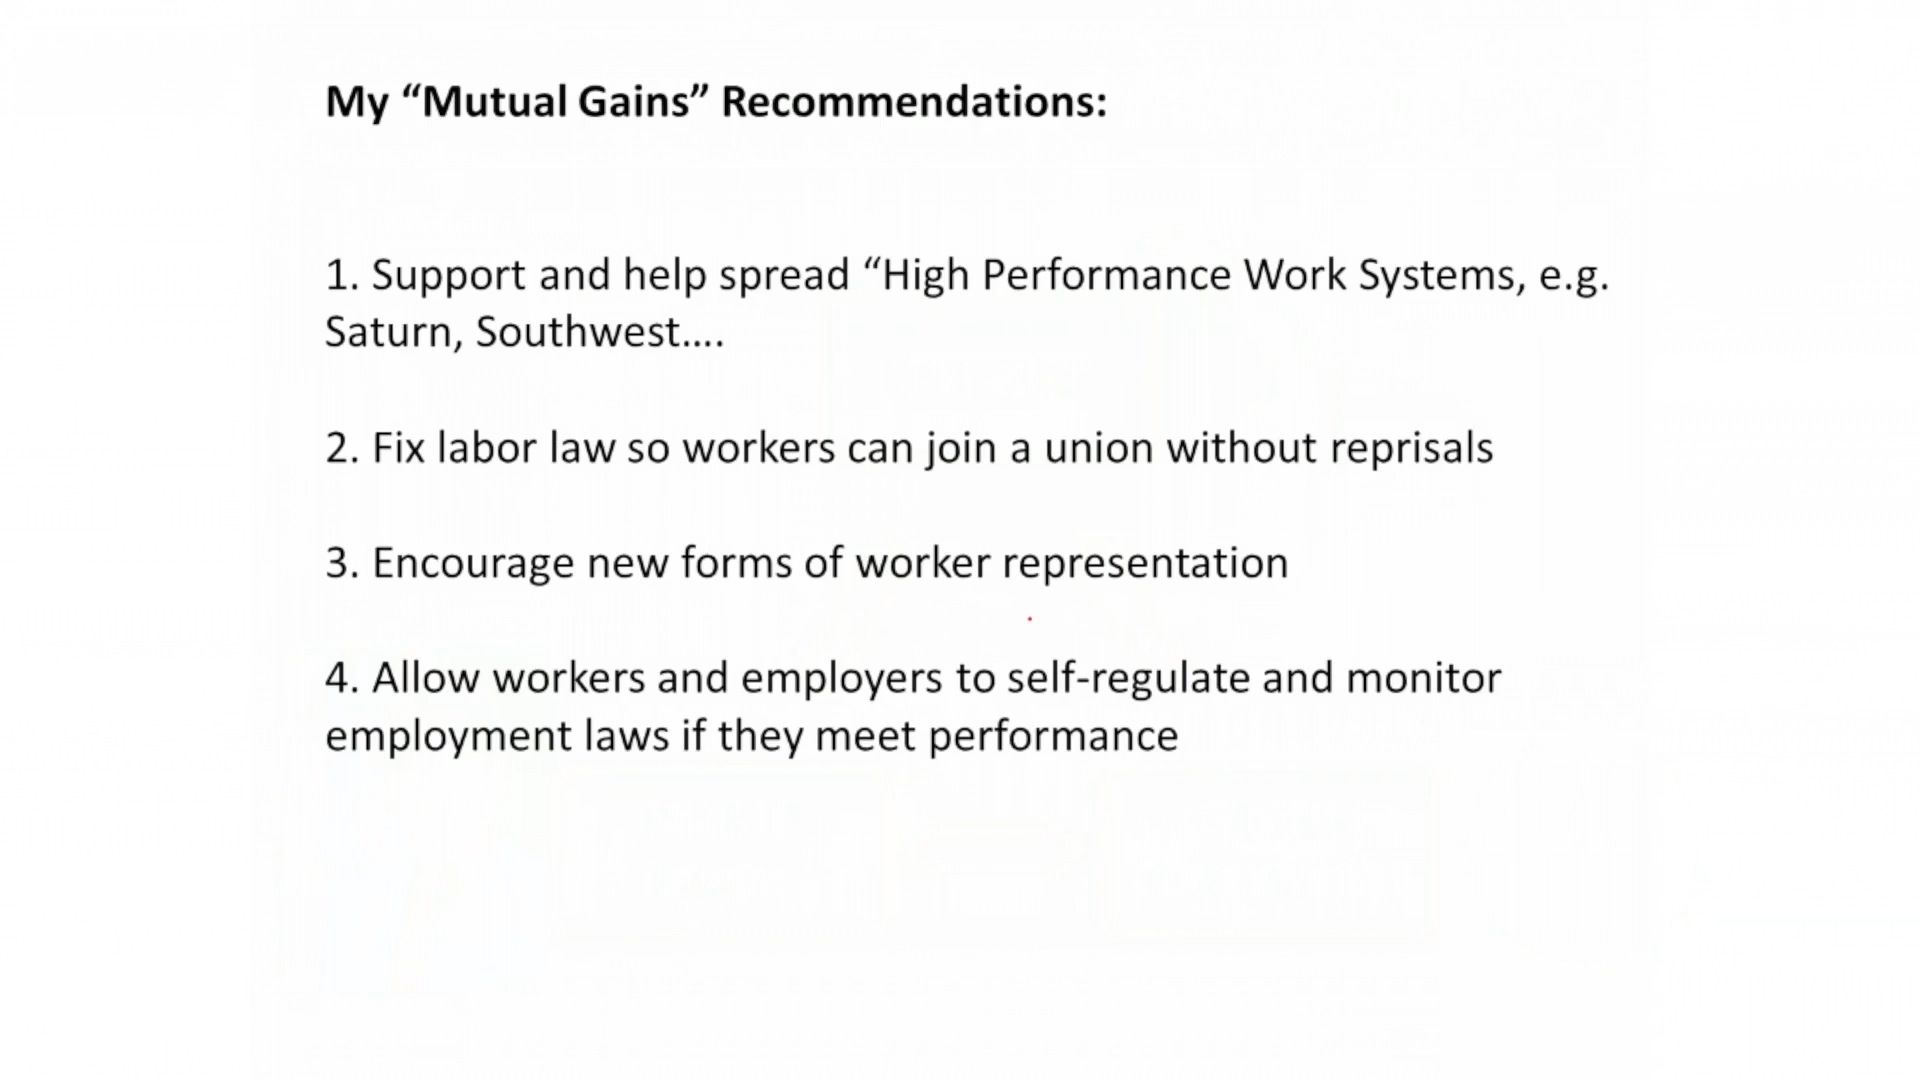 My “Mutual Gains” Recommendations:
1. Support and help spread “High Performance Work Systems, e.g.
Saturn, Southwest….
2. Fix labor law so workers can join a union without reprisals
3. Encourage new forms of worker representation
4. Allow workers and employers to self-regulate and monitor
employment laws if they meet performance